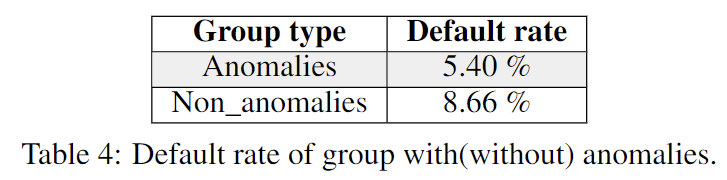 Group type Default rate
Anomalies 5.40 %
Non_anomalies 8.66 %
Table 4: Default rate of group with(without) anomalies.